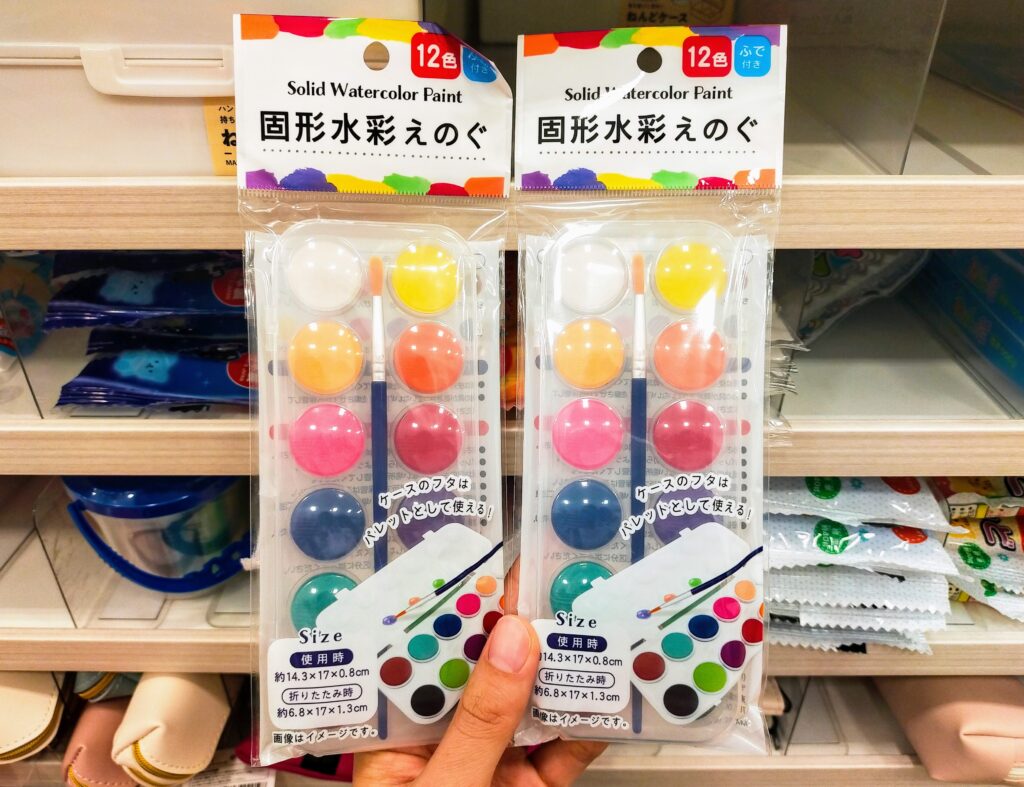 12色
Solid Watercolor Paint
固形水彩えのぐ
ケースのフタは
パレットとして使える!
Size
使用時
約14.3×17×0.8cm
折りたたみ時
約6.8×17×1.3cm
画像はイメージです。
12色
ふで
付き
Solid Watercolor Paint
固形水彩えのぐ
ケースのフタは
パレットとして使える!
Size
使用時
約14.3×17×0.8cm
折りたたみ時
約6.8×17×1.3cm
画像はイメージです。
ねんどケース